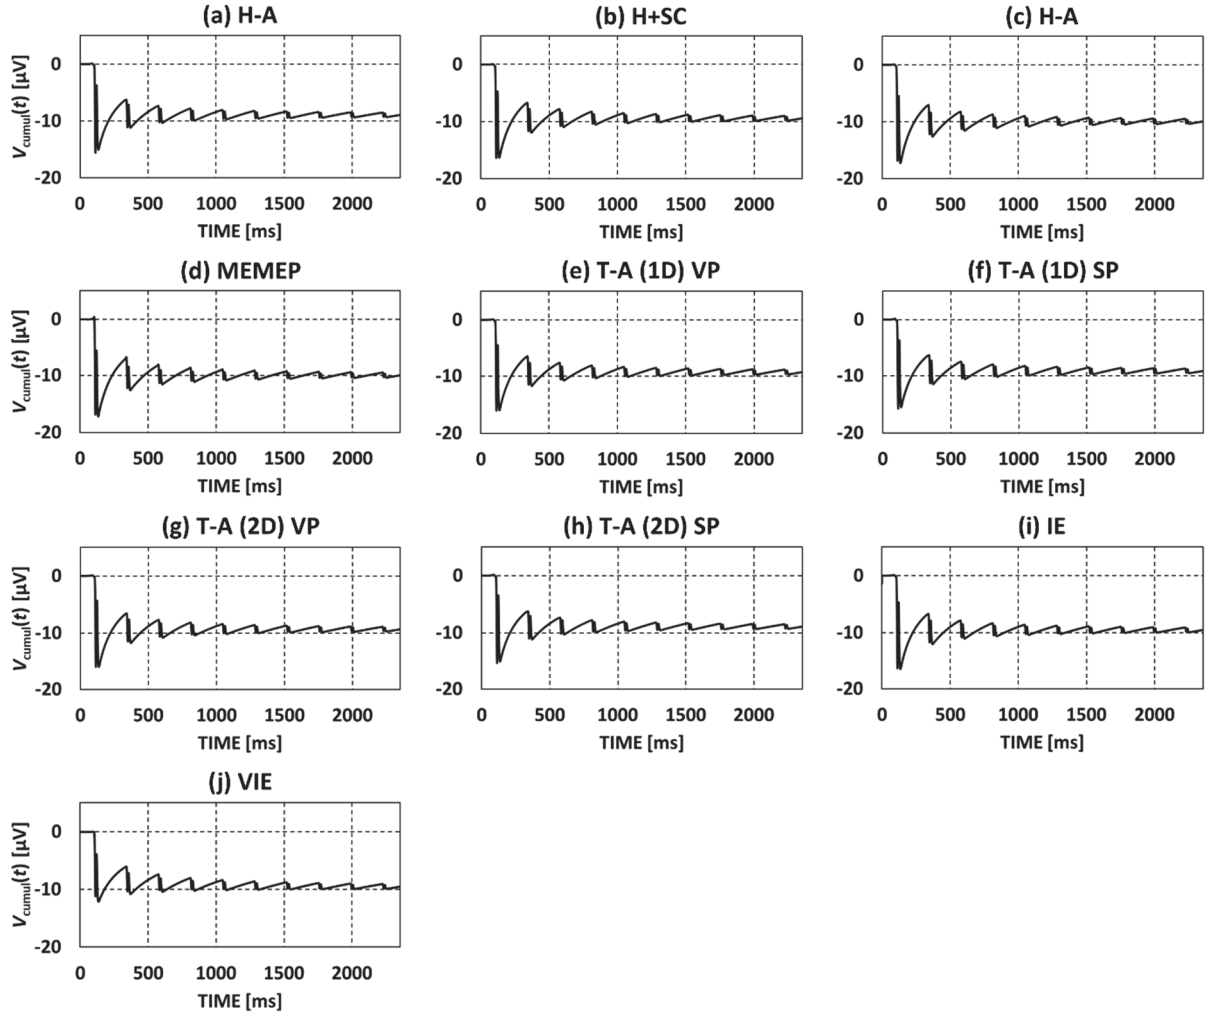 (a) H-A
(b) H+SC
(c) H-A
Vcumul(t) [µV]
0
-10
-20
0 500 1000 1500 2000
TIME [ms]
0
-10
-20
0 500 1000 1500 2000
TIME [ms]
0
-10
-20
0 500 1000 1500 2000
TIME [ms]
(d) MEMEP
(e) T-A (1D) VP
(f) T-A (1D) SP
Vcumul(t) [µV]
0
-10
-20
0 500 1000 1500 2000
TIME [ms]
0
-10
-20
0 500 1000 1500 2000
TIME [ms]
0
-10
-20
0 500 1000 1500 2000
TIME [ms]
(g) T-A (2D) VP
(h) T-A (2D) SP
(i) IE
Vcumul(t) [µV]
0
-10
-20
0 500 1000 1500 2000
TIME [ms]
0
-10
-20
0 500 1000 1500 2000
TIME [ms]
0
-10
-20
0 500 1000 1500 2000
TIME [ms]
(j) VIE
Vcumul(t) [µV]
0
-10
-20
0 500 1000 1500 2000
TIME [ms]